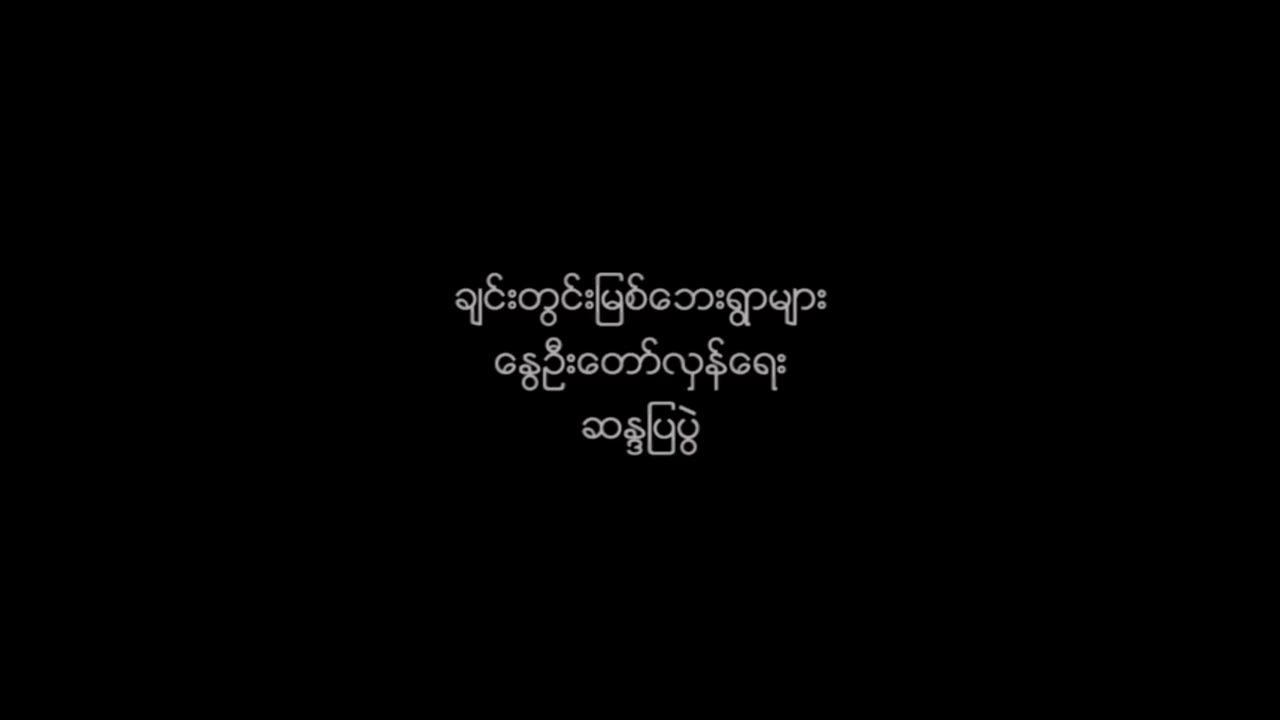 ချင်းတွင်းမြစ်ဘေးရွာများ
နွေဦးတော်လှန်ရေး
ဆန္ဒပြပွဲ